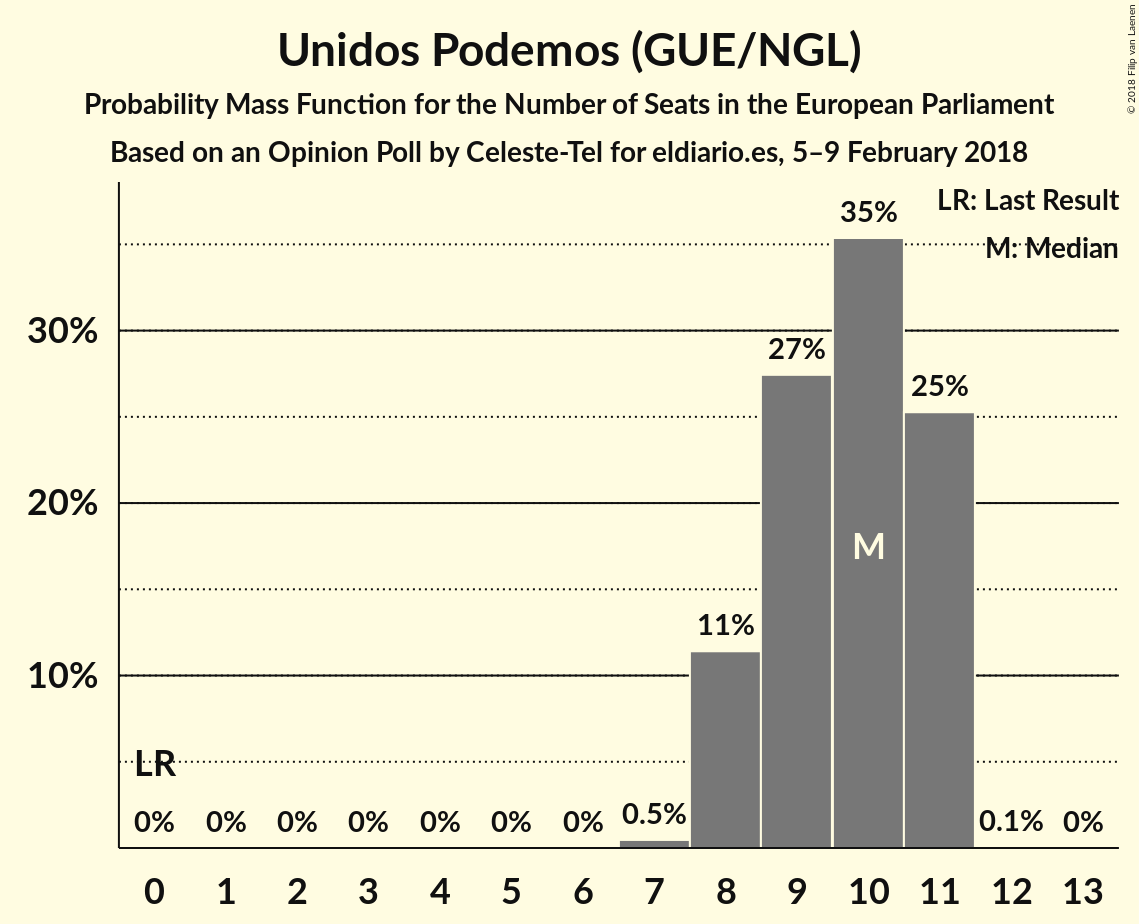 Unidos Podemos (GUE/NGL)
Probability Mass Function for the Number of Seats in the European Parliament
Based on an Opinion Poll by Celeste-Tel for eldiario.es, 5–9 February 2018
© 2018 Filip van Laenen
LR: Last Result
M: Median
35%
30%
27%
25%
20%
M
11%
10%
LR
0% 0% 0% 0% 0% 0% 0% 0.5% 0.1% 0%
0 1 2 3 4 5 6 7 8 9 10 11 12 13